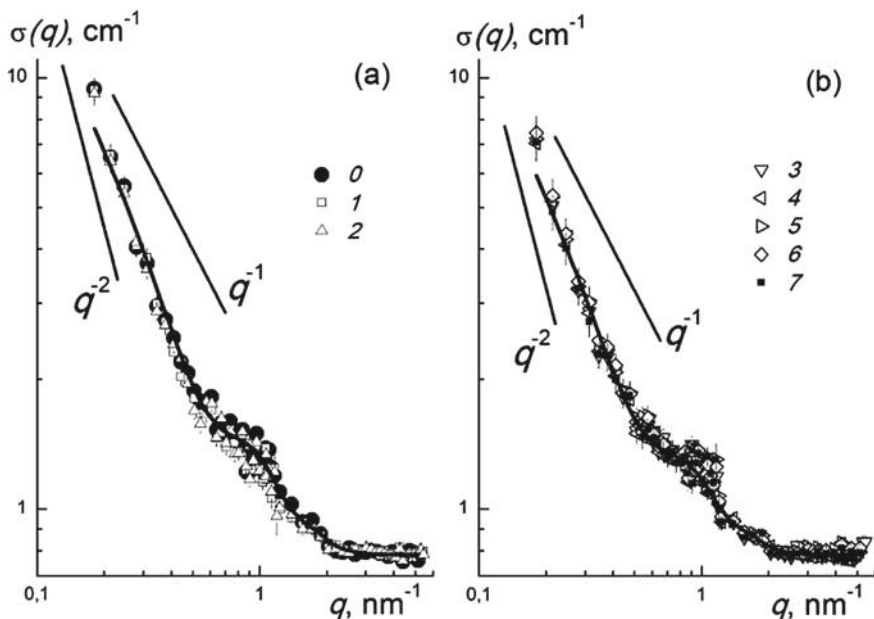 σ(q), cm⁻¹
(a)
10
0
1
2
q⁻²
q⁻¹
1
0,1
1
q, nm⁻¹
σ(q), cm⁻¹
(b)
10
3
4
5
6
7
q⁻²
q⁻¹
1
0,1
1
q, nm⁻¹